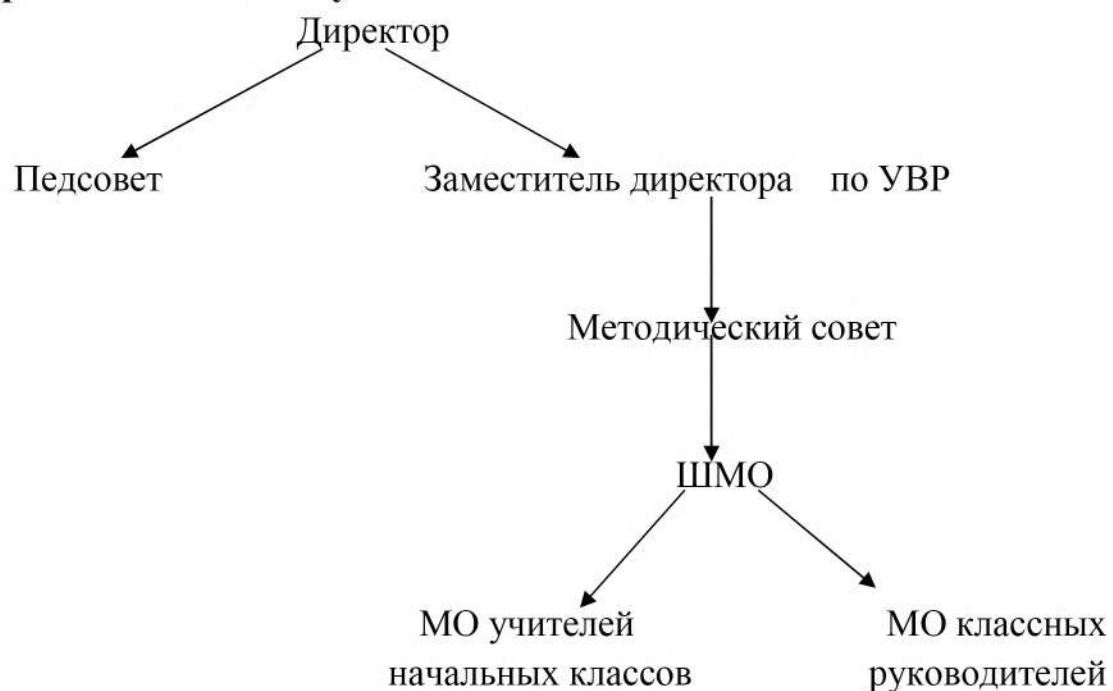 Директор
Педсовет
Заместитель директора по УВР
Методический совет
ШМО
МО учителей
начальных классов
МО классных
руководителей